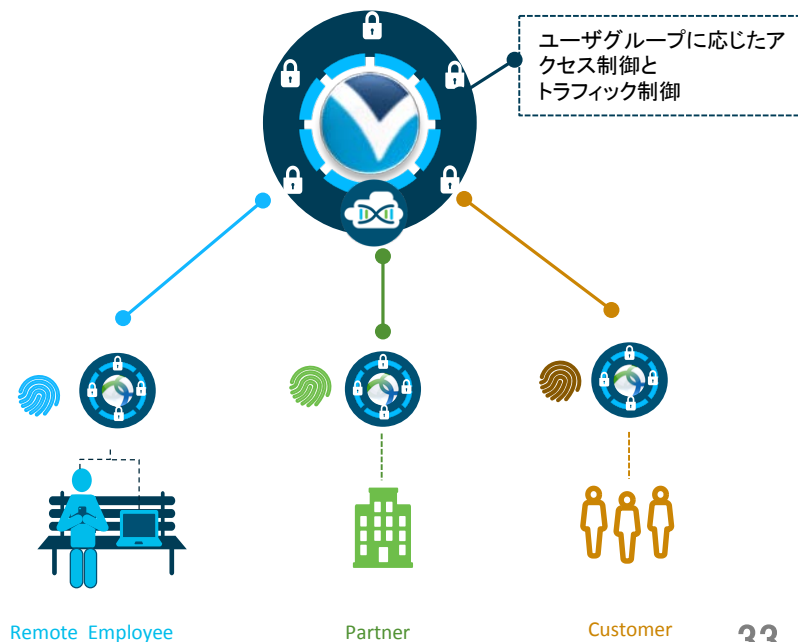 ユーザグループに応じたア
クセス制御と
トラフィック制御
Remote Employee
Partner
Customer
33